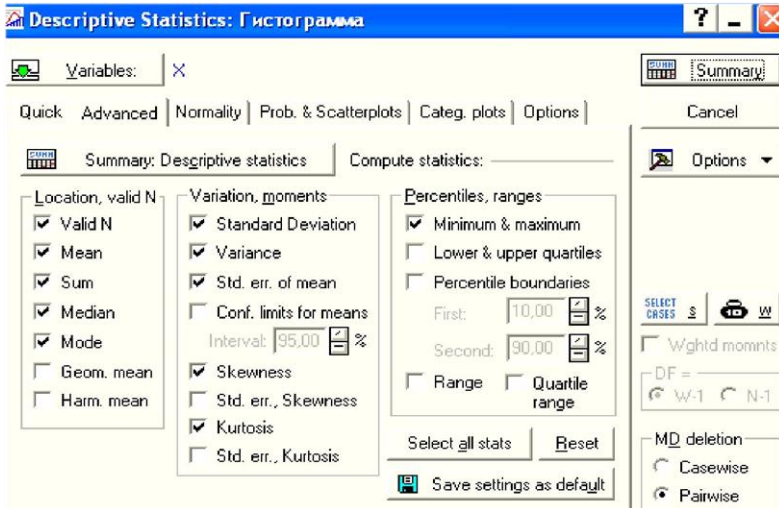 Descriptive Statistics: Гистограмма
Variables: X
Summary
Quick Advanced Normality Prob. & Scatterplots Categ. plots Options
Cancel
Summary: Descriptive statistics
Compute statistics:
Options
Location, valid N
Valid N
Mean
Sum
Median
Mode
Geom. mean
Harm. mean
Variation, moments
Standard Deviation
Variance
Std. err. of mean
Conf. limits for means
Interval: 95,00 %
Skewness
Std. err., Skewness
Kurtosis
Std. err., Kurtosis
Percentiles, ranges
Minimum & maximum
Lower & upper quartiles
Percentile boundaries
First: 10,00 %
Second: 90,00 %
Range
Quartile
range
Select all stats
Reset
Save settings as default
SELECT
CASES
S
W
Wghtd momnts
DF =
W-1 N-1
MD deletion
Casewise
Pairwise